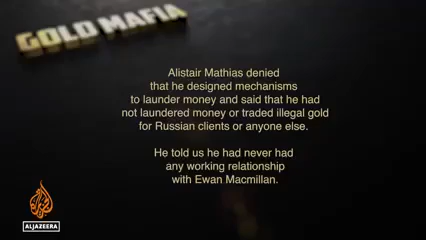 GOLD MAFIA
Alistair Mathias denied
that he designed mechanisms
to launder money and said that he had
not laundered money or traded illegal gold
for Russian clients or anyone else.
He told us he had never had
any working relationship
with Ewan Macmillan.
ALJAZEERA